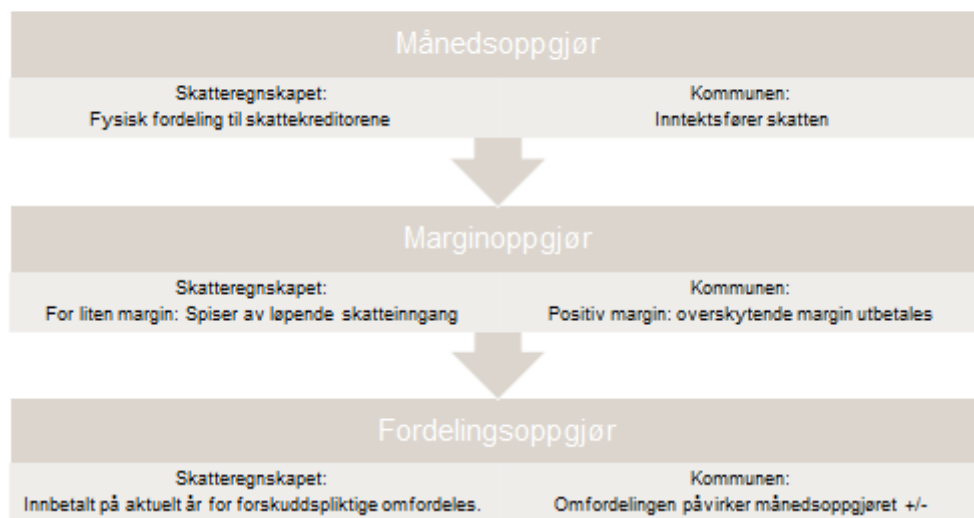 Månedsoppgjør
Skatteregnskapet:
Fysisk fordeling til skattekreditorene
Kommunen:
Inntektsfører skatten
Marginoppgjør
Skatteregnskapet:
For liten margin: Spiser av løpende skatteinngang
Kommunen:
Positiv margin: overskytende margin utbetales
Fordelingsoppgjør
Skatteregnskapet:
Innbetalt på aktuelt år for forskuddspliktige omfordeles.
Kommunen:
Omfordelingen påvirker månedsoppgjøret +/-